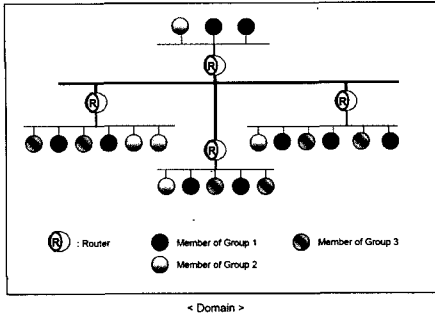 R
R
R
R
R : Router
Member of Group 1
Member of Group 3
Member of Group 2
< Domain >